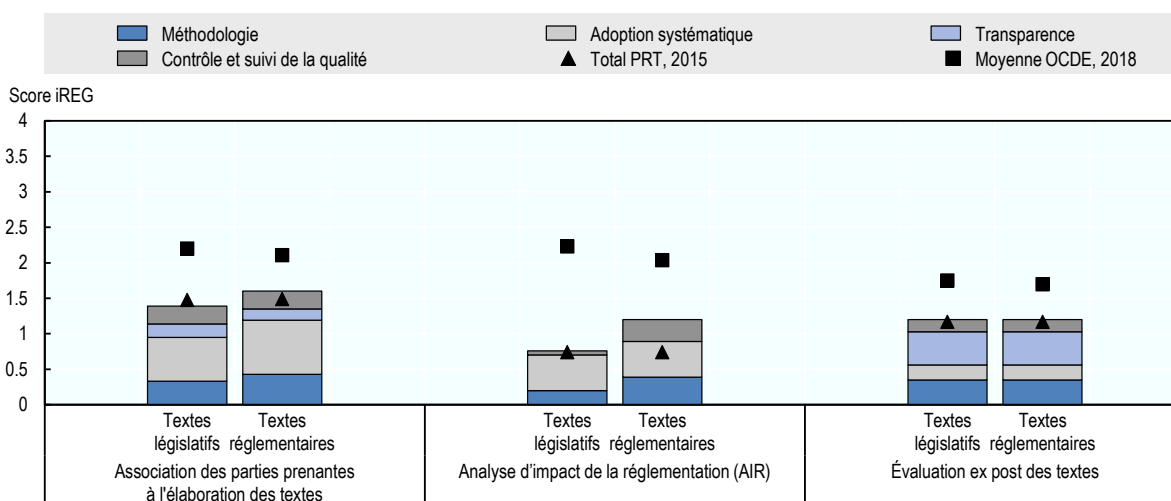 Méthodologie
Adoption systématique
Transparence
Contrôle et suivi de la qualité
Total PRT, 2015
Moyenne OCDE, 2018
Score iREG
4
3.5
3
2.5
2
1.5
1
0.5
0
Textes législatifs
Textes réglementaires
Textes législatifs
Textes réglementaires
Textes législatifs
Textes réglementaires
Association des parties prenantes
à l'élaboration des textes
Analyse d'impact de la réglementation (AIR)
Évaluation ex post des textes